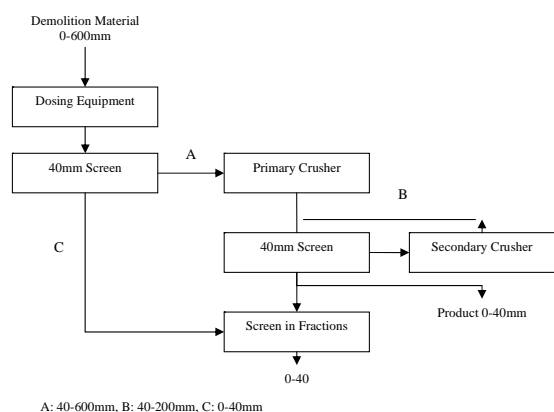 Demolition Material
0-600mm
Dosing Equipment
A
40mm Screen
Primary Crusher
B
C
40mm Screen
Secondary Crusher
Product 0-40mm
Screen in Fractions
0-40
A: 40-600mm, B: 40-200mm, C: 0-40mm